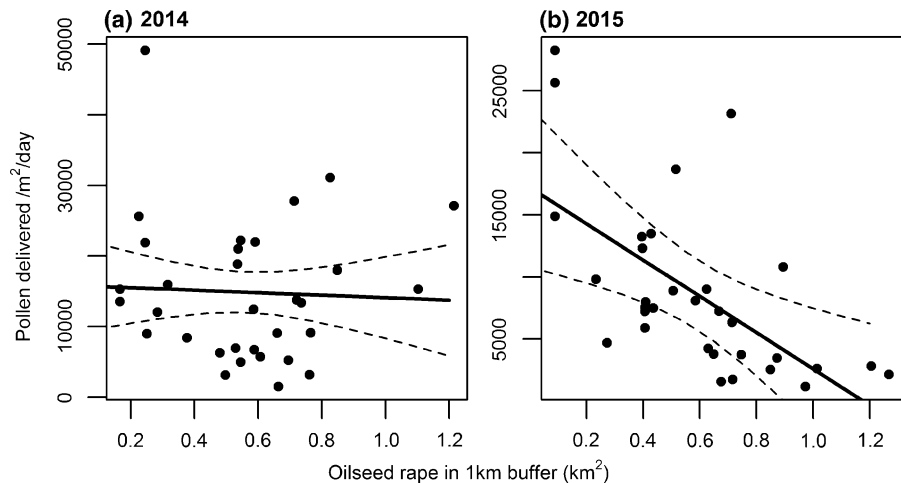 (a) 2014
(b) 2015
Pollen delivered /m²/day
50000
30000
10000
0
25000
15000
5000
0.2 0.4 0.6 0.8 1.0 1.2
0.2 0.4 0.6 0.8 1.0 1.2
Oilseed rape in 1km buffer (km²)